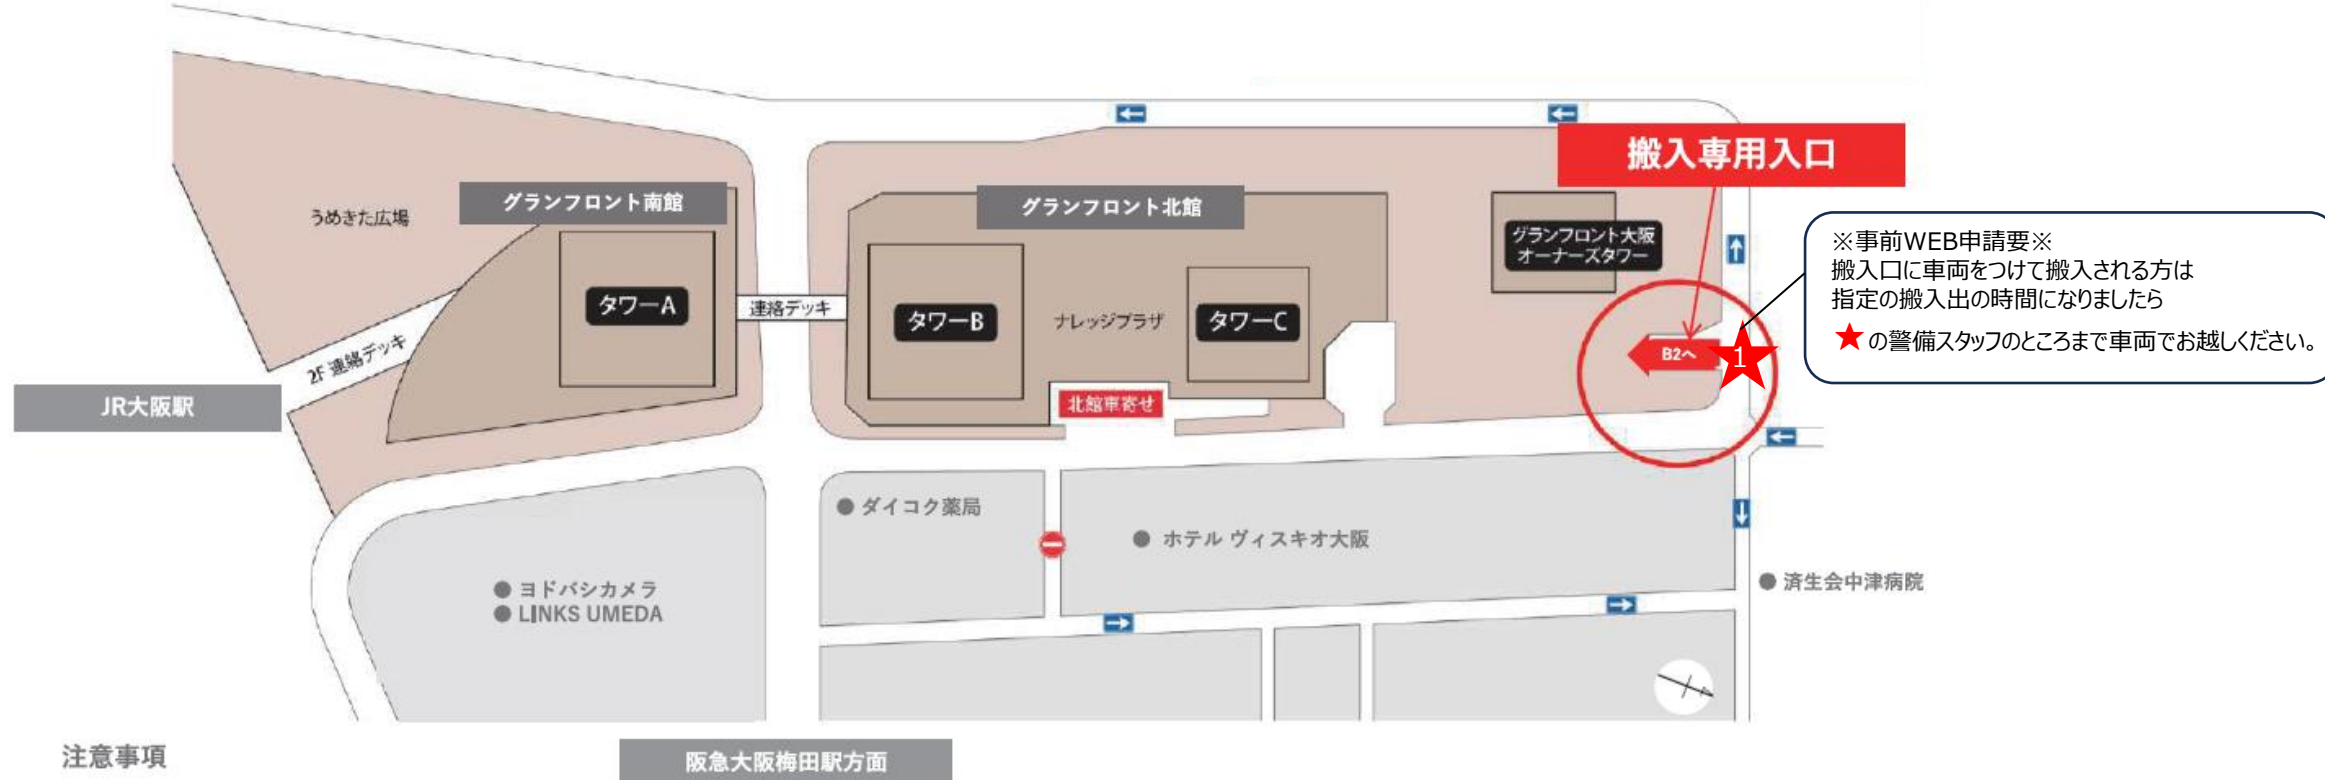 搬入専用入口
グランフロント南館
グランフロント北館
うめきた広場
グランフロント大阪
オーナーズタワー
※事前WEB申請要※
搬入口に車両をつけて搬入される方は
指定の搬入出の時間になりましたら
★の警備スタッフのところまで車両でお越しください。
タワーA
連絡デッキ
タワーB
ナレッジプラザ
タワーC
B2へ
1
2F 連絡デッキ
JR大阪駅
北館車寄せ
● ダイコク薬局
● ホテル ヴィスキオ大阪
● ヨドバシカメラ
● LINKS UMEDA
● 済生会中津病院
注意事項
阪急大阪梅田駅方面